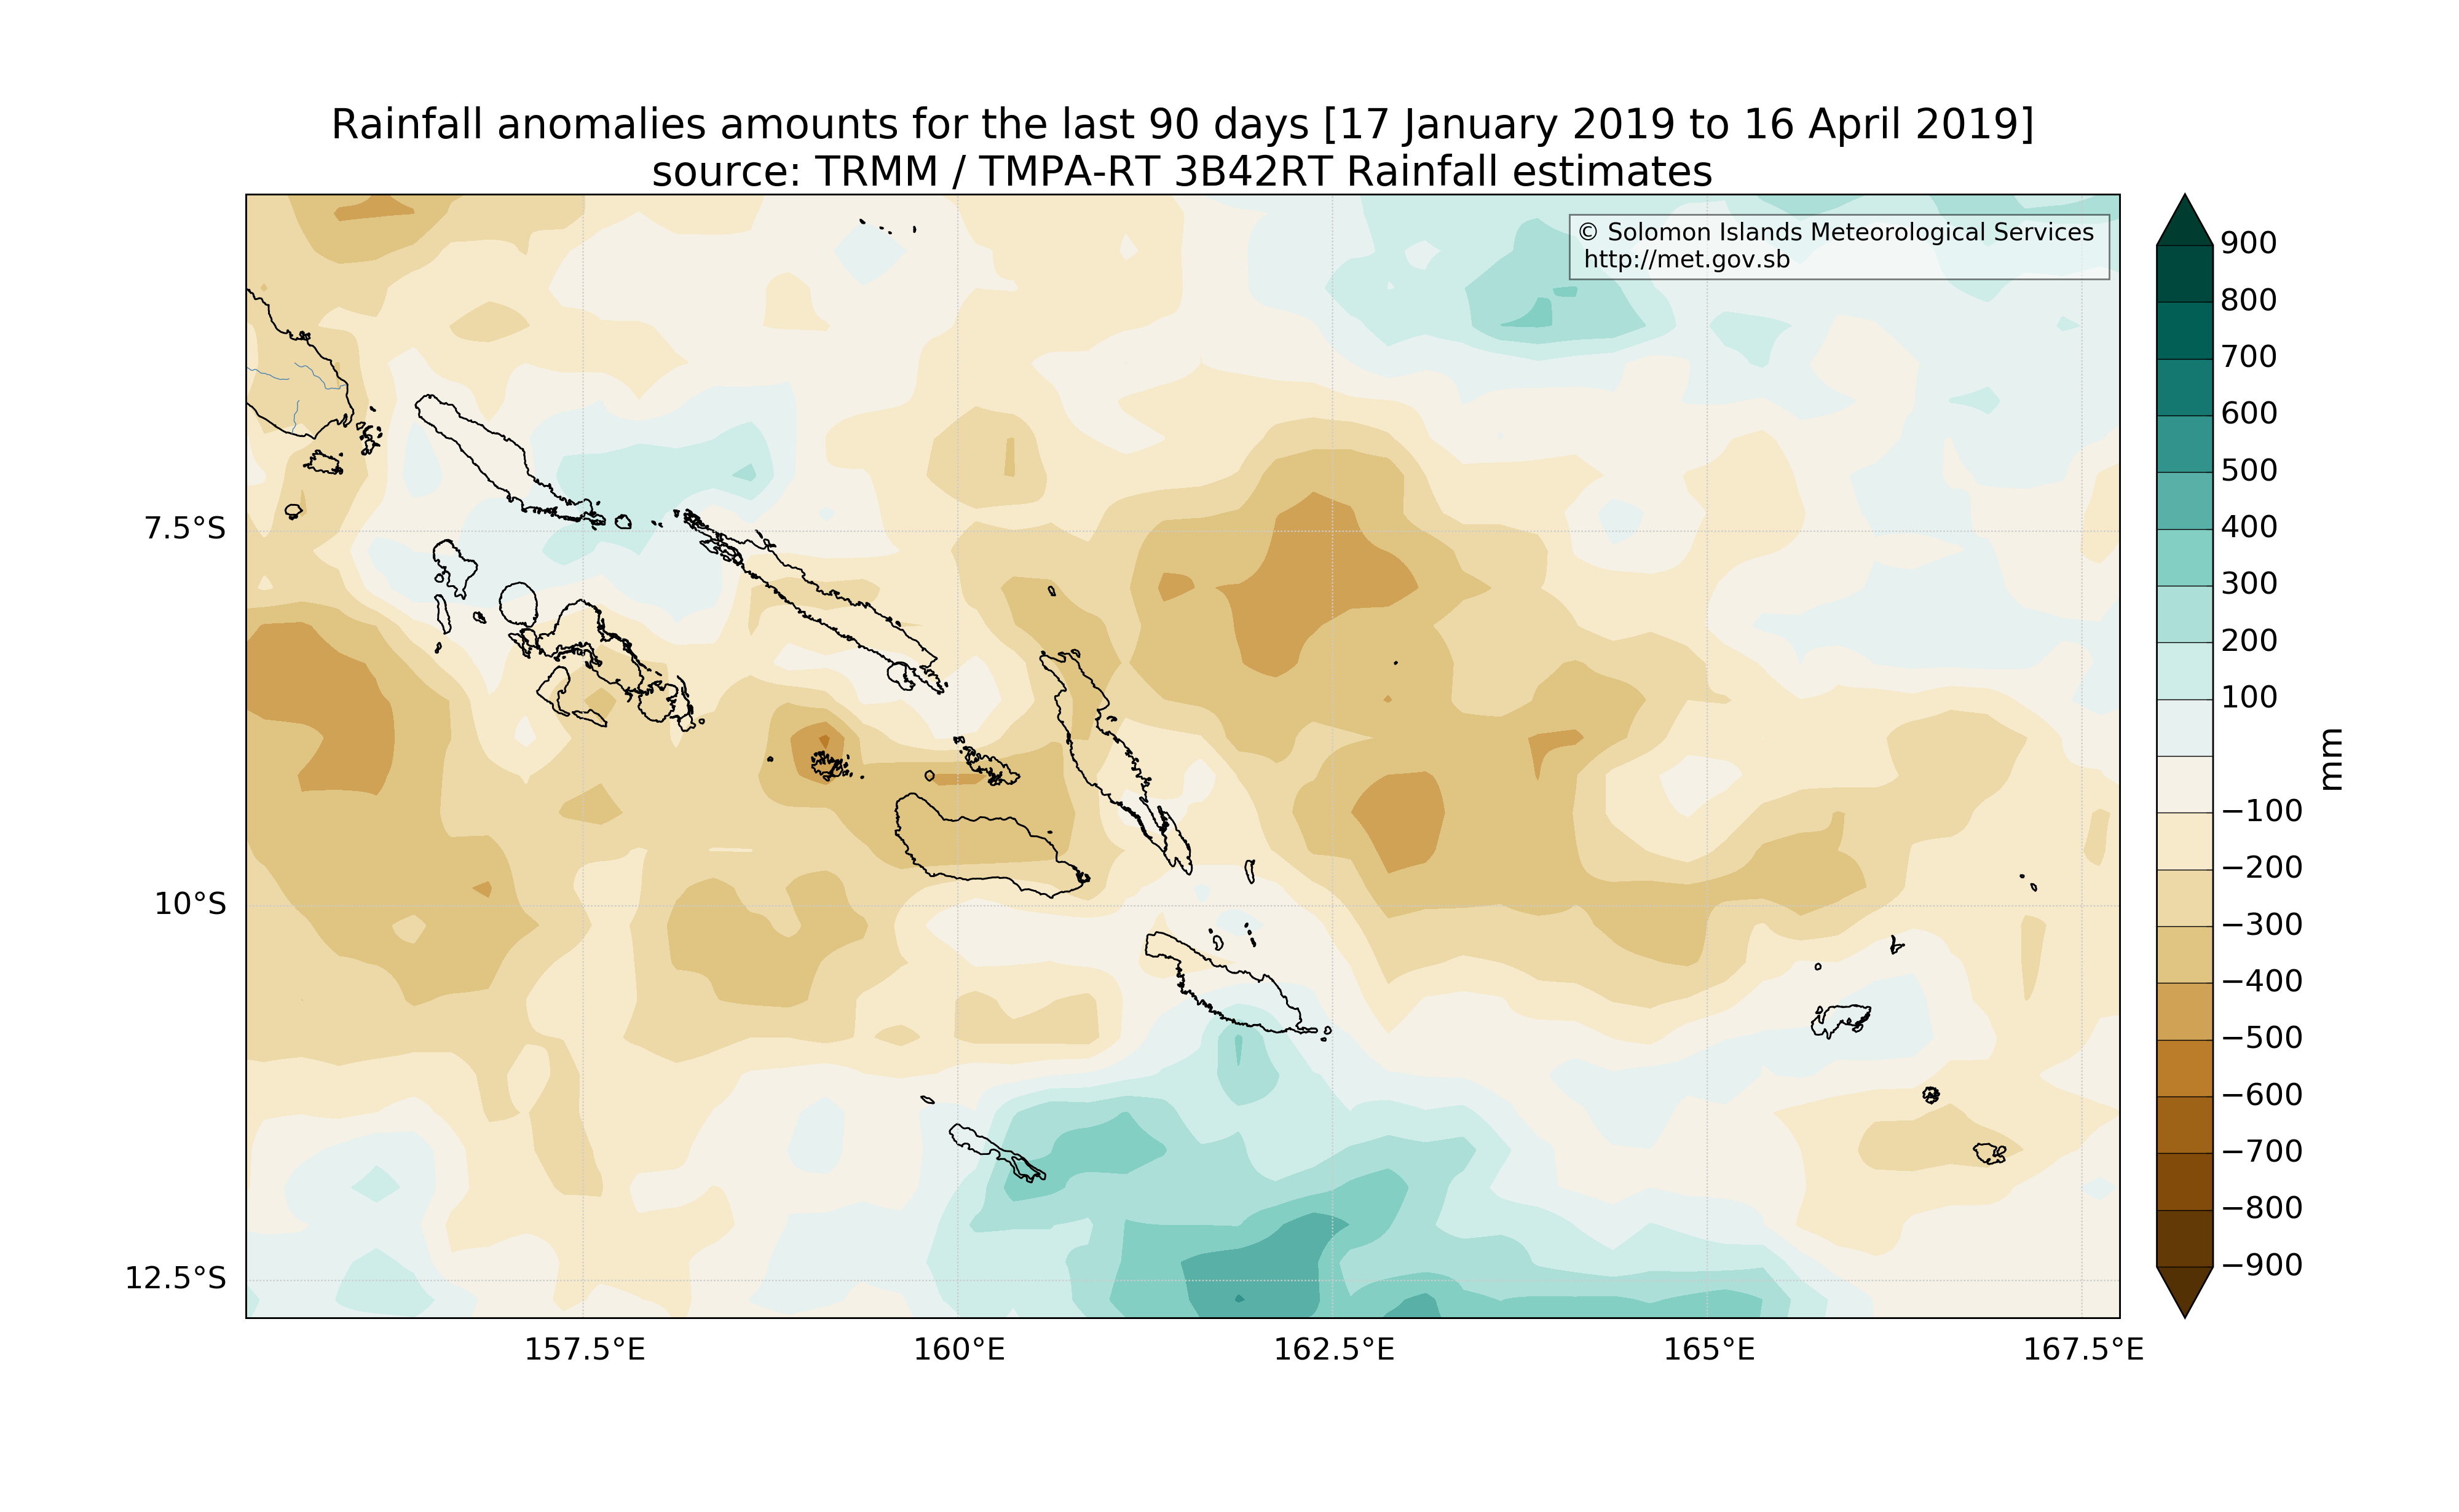 Rainfall anomalies amounts for the last 90 days [17 January 2019 to 16 April 2019]
source: TRMM / TMPA-RT 3B42RT Rainfall estimates
© Solomon Islands Meteorological Services
http://met.gov.sb
7.5°S
10°S
12.5°S
157.5°E
160°E
162.5°E
165°E
167.5°E
900
800
700
600
500
400
300
200
100
−100
−200
−300
−400
−500
−600
−700
−800
−900
mm